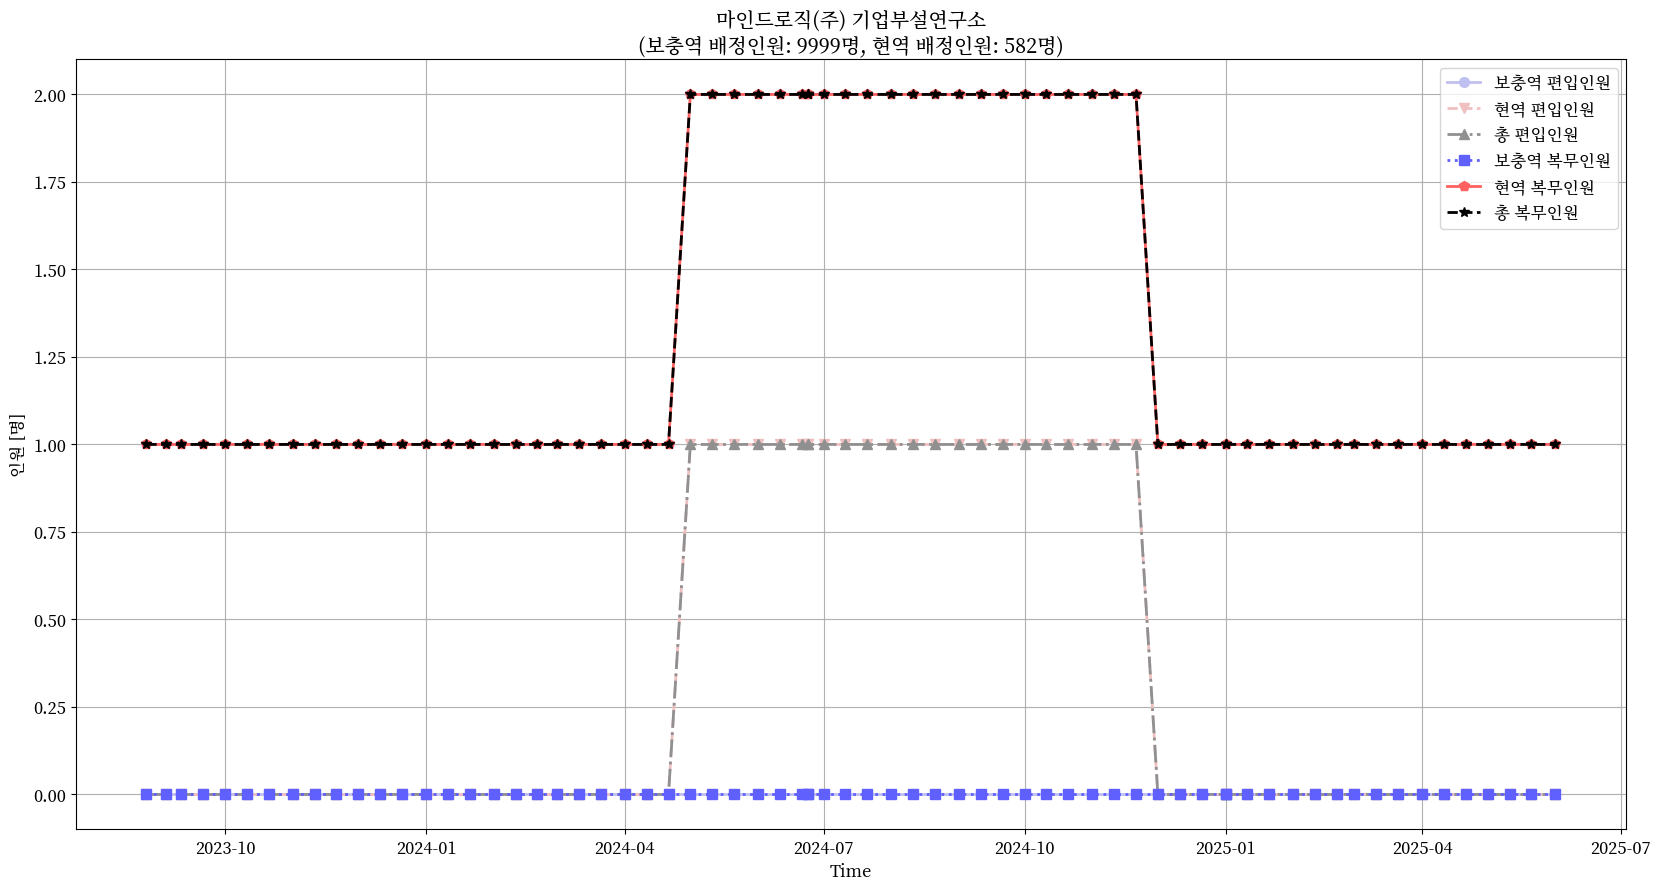 마인드로직(주) 기업부설연구소
(보충역 배정인원: 9999명, 현역 배정인원: 582명)
보충역 편입인원
현역 편입인원
총 편입인원
보충역 복무인원
현역 복무인원
총 복무인원
인원 [명]
2.00
1.75
1.50
1.25
1.00
0.75
0.50
0.25
0.00
2023-10
2024-01
2024-04
2024-07
2024-10
2025-01
2025-04
2025-07
Time